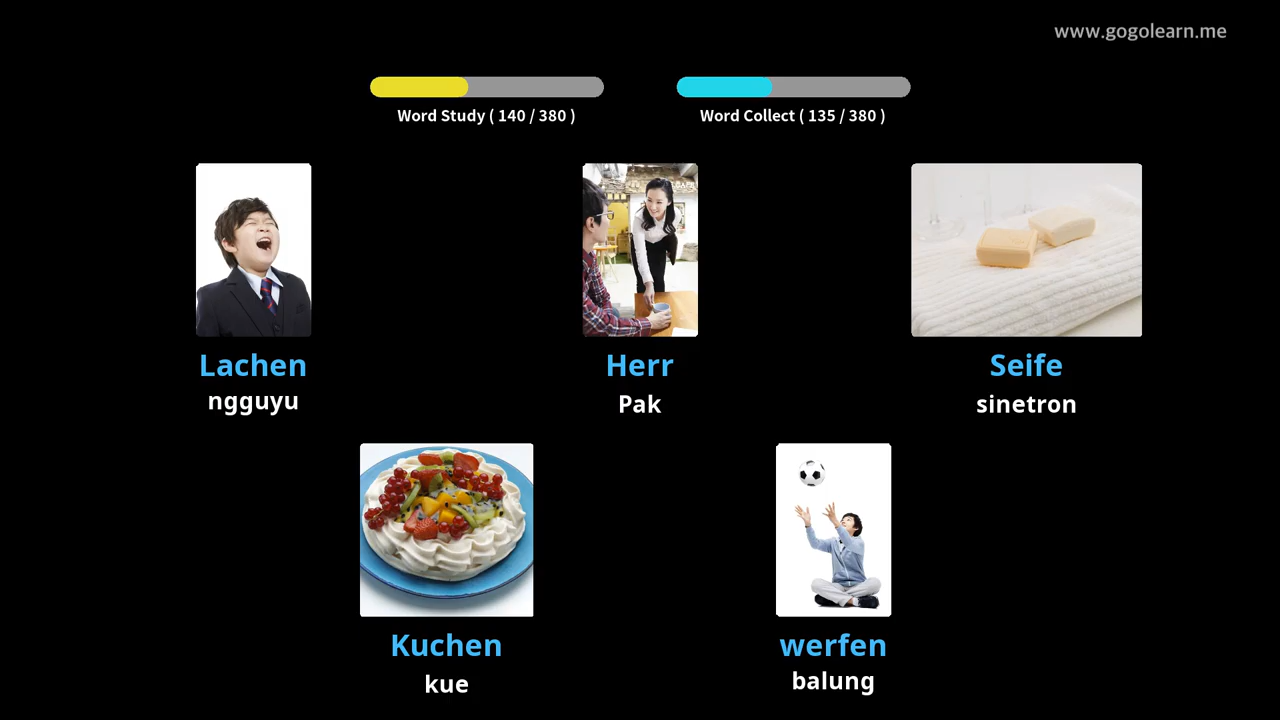 www.gogolearn.me
Word Study ( 140 / 380 )
Word Collect ( 135 / 380 )
Lachen
ngguyu
Herr
Pak
Seife
sinetron
Kuchen
kue
werfen
balung